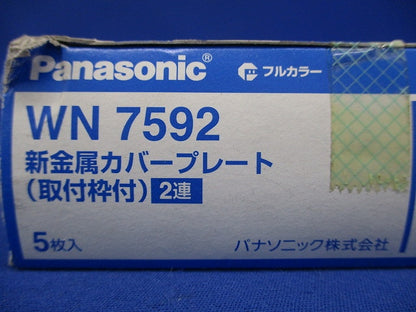 Panasonic® フルカラー
WN 7592
新金属カバープレート
(取付枠付) 2連
5枚入 パナソニック株式会社